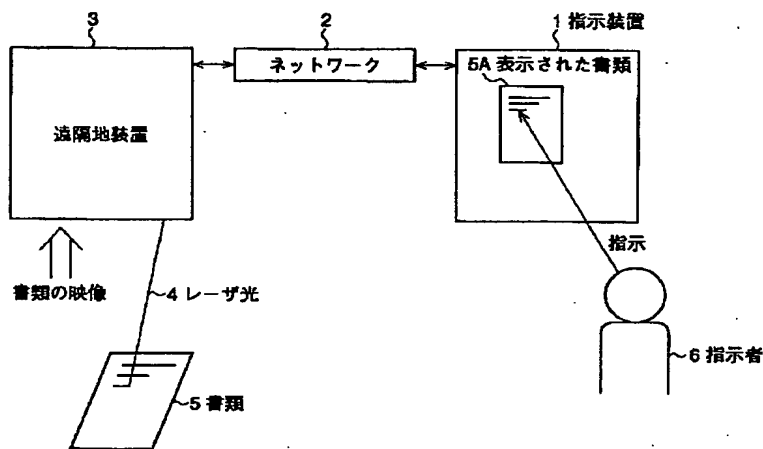 3
2
1 指示装置
ネットワーク
5A 表示された書類
遠隔地装置
指示
書類の映像
4 レーザ光
6 指示者
5 書類